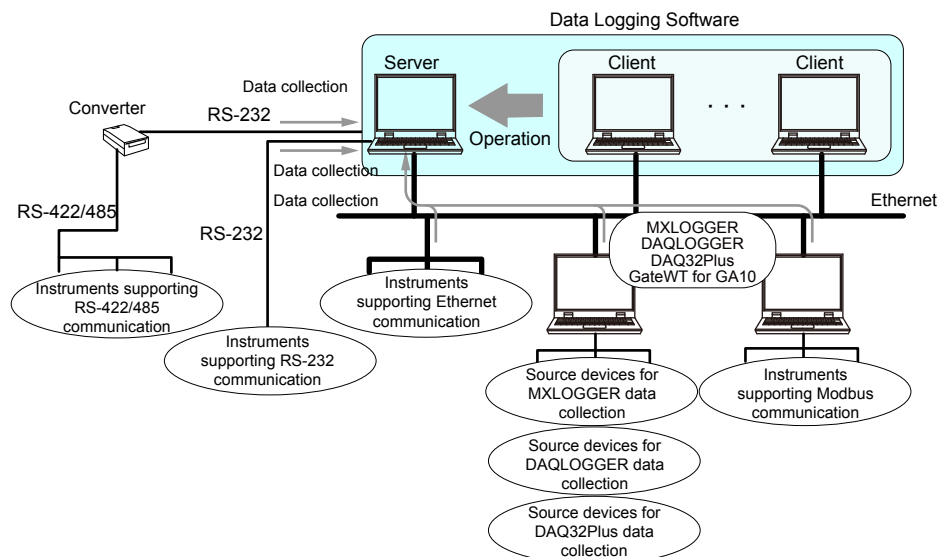 Data Logging Software
Server
Client
Client
Data collection
Converter
RS-232
. . .
Operation
Data collection
Data collection
Ethernet
RS-422/485
RS-232
MXLOGGER
DAQLOGGER
DAQ32Plus
GateWT for GA10
Instruments supporting
RS-422/485
communication
Instruments
supporting Ethernet
communication
Instruments
supporting RS-232
communication
Source devices for
MXLOGGER data
collection
Instruments
supporting Modbus
communication
Source devices for
DAQLOGGER data
collection
Source devices for
DAQ32Plus data
collection